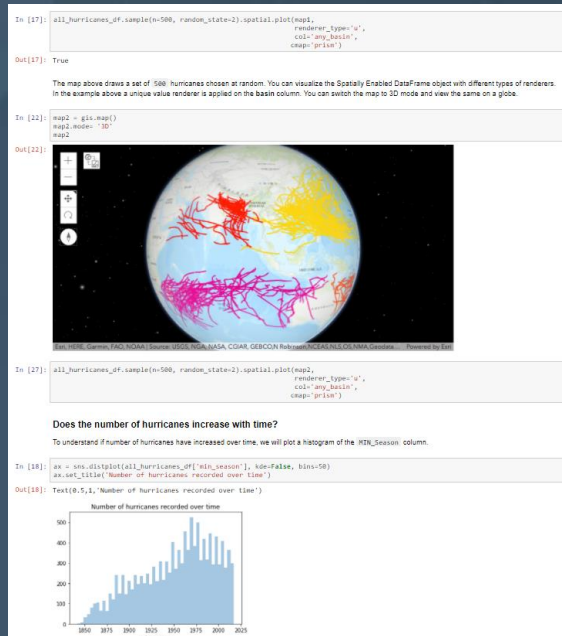 In [17]: all_hurricanes_df.sample(n=500, random_state=2).spatial.plot(map1,
renderer_type='u',
col='any_basin',
cmap='prism')
Out[17]: True
The map above draws a set of 500 hurricanes chosen at random. You can visualize the Spatially Enabled DataFrame object with different types of renderers.
In the example above a unique value renderer is applied on the basin column. You can switch the map to 3D mode and view the same on a globe.
In [22]: map2 = gis.map()
map2.mode= '3D'
map2
Out[22]:
Esri, HERE, Garmin, FAO, NOAA | Source: USGS, NGA, NASA, CGIAR, GEBCO,N Robinson,NCEAS,NLS,OS,NMA,Geodata... Powered by Esri
In [27]: all_hurricanes_df.sample(n=500, random_state=2).spatial.plot(map2,
renderer_type='u',
col='any_basin',
cmap='prism')
Does the number of hurricanes increase with time?
To understand if number of hurricanes have increased over time, we will plot a histogram of the MIN_Season column.
In [18]: ax = sns.distplot(all_hurricanes_df['min_season'], kde=False, bins=50)
ax.set_title('Number of hurricanes recorded over time')
Out[18]: Text(0.5,1,'Number of hurricanes recorded over time')
Number of hurricanes recorded over time
500
400
300
200
100
0
1850 1875 1900 1925 1950 1975 2000 2025